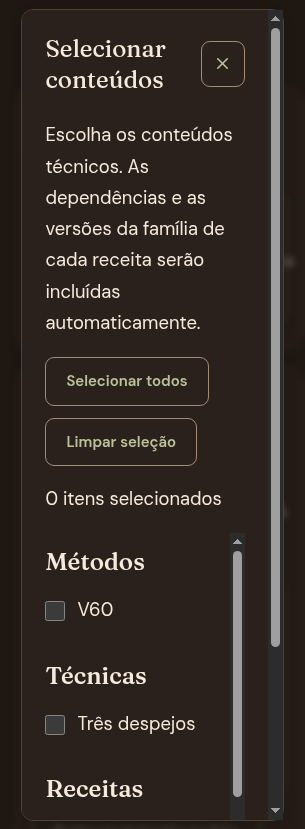 Selecionar
conteúdos
Escolha os conteúdos
técnicos. As
dependências e as
versões da família de
cada receita serão
incluídas
automaticamente.
Selecionar todos
Limpar seleção
0 itens selecionados
Métodos
V60
Técnicas
Três despejos
Receitas